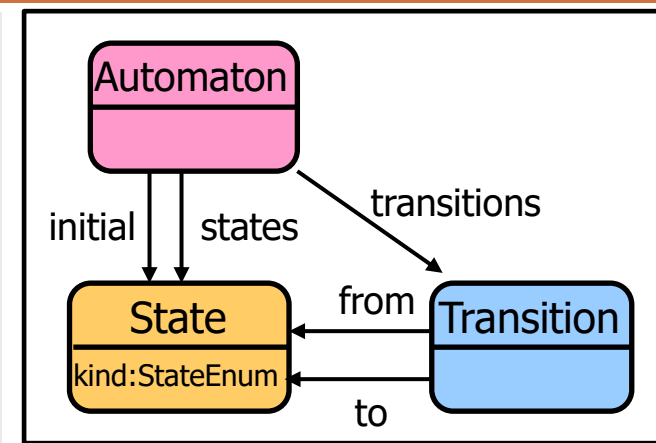 Automaton
transitions
initial
states
State
from
Transition
kind:StateEnum
to